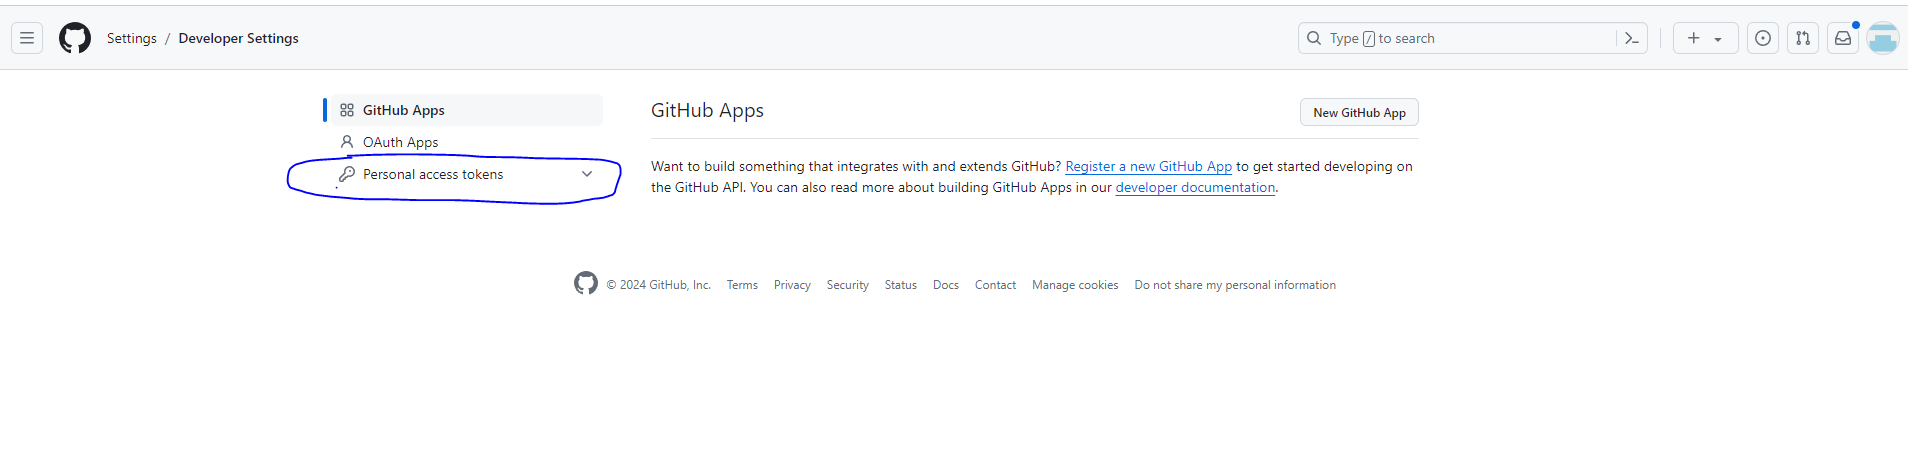 Settings / Developer Settings
Type / to search
GitHub Apps
OAuth Apps
Personal access tokens
GitHub Apps
New GitHub App
Want to build something that integrates with and extends GitHub? Register a new GitHub App to get started developing on
the GitHub API. You can also read more about building GitHub Apps in our developer documentation.
© 2024 GitHub, Inc. Terms Privacy Security Status Docs Contact Manage cookies Do not share my personal information